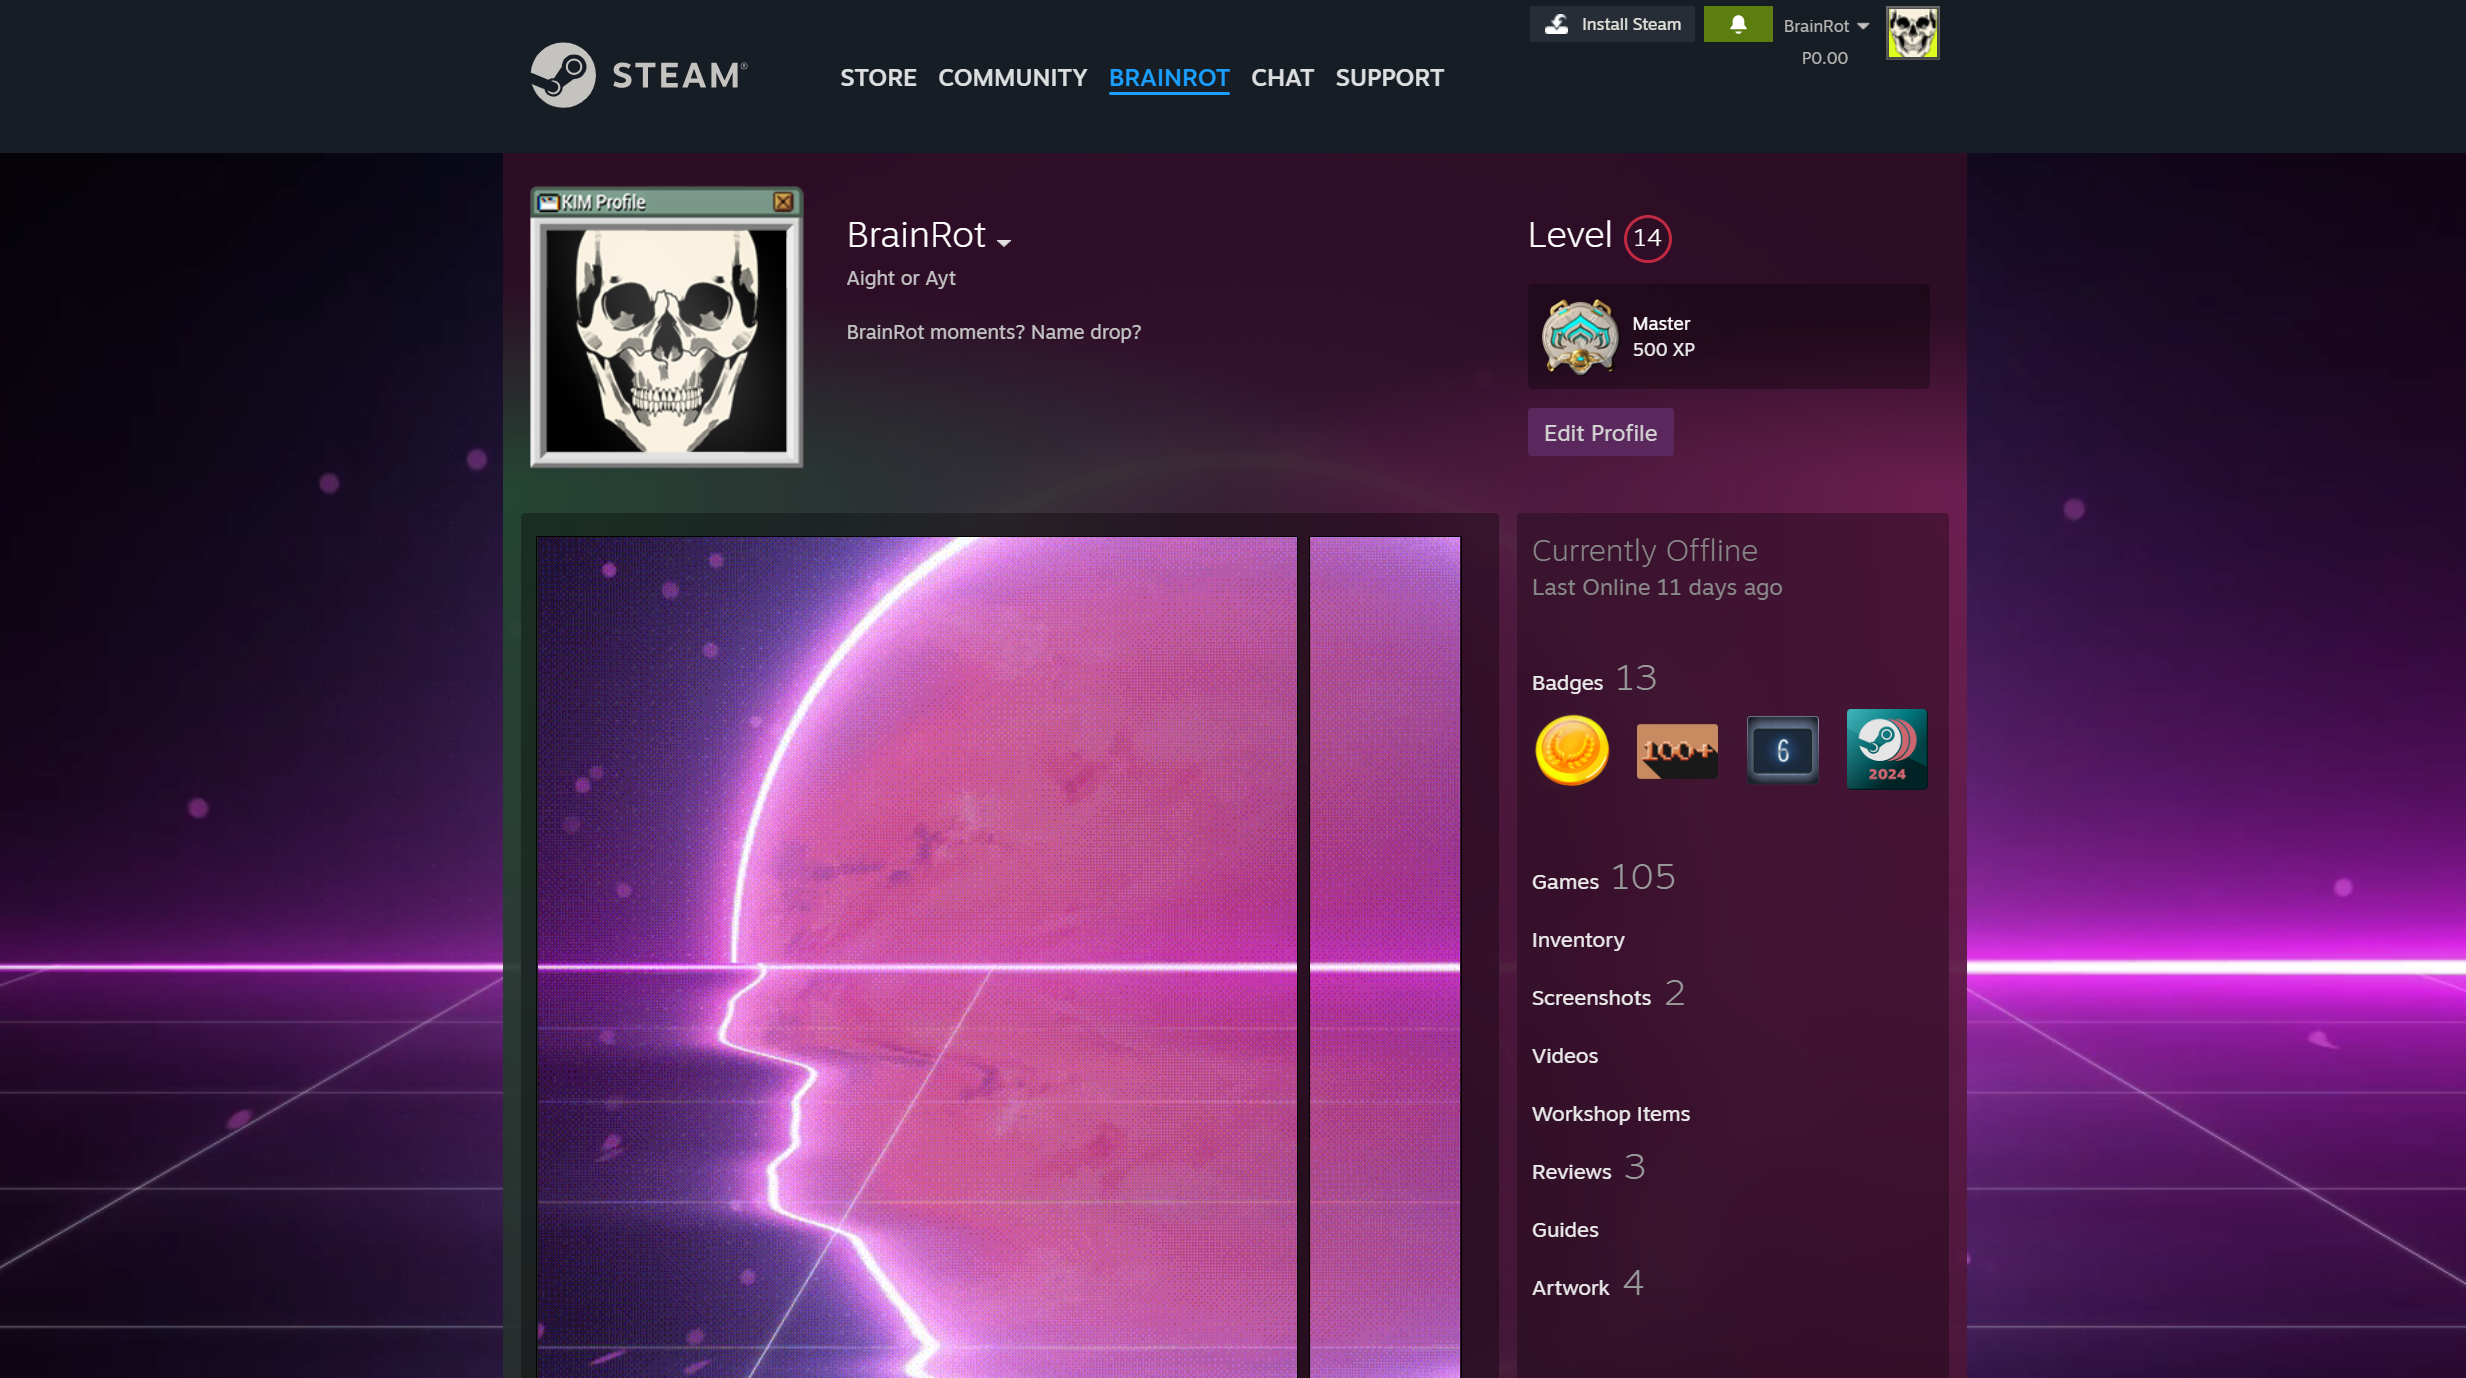 Install Steam
BrainRot
P0.00
STEAM®
STORE COMMUNITY BRAINROT CHAT SUPPORT
KIM Profile
BrainRot
Aight or Ayt
BrainRot moments? Name drop?
Level 14
Master
500 XP
Edit Profile
Currently Offline
Last Online 11 days ago
Badges 13
100+
6
2024
Games 105
Inventory
Screenshots 2
Videos
Workshop Items
Reviews 3
Guides
Artwork 4